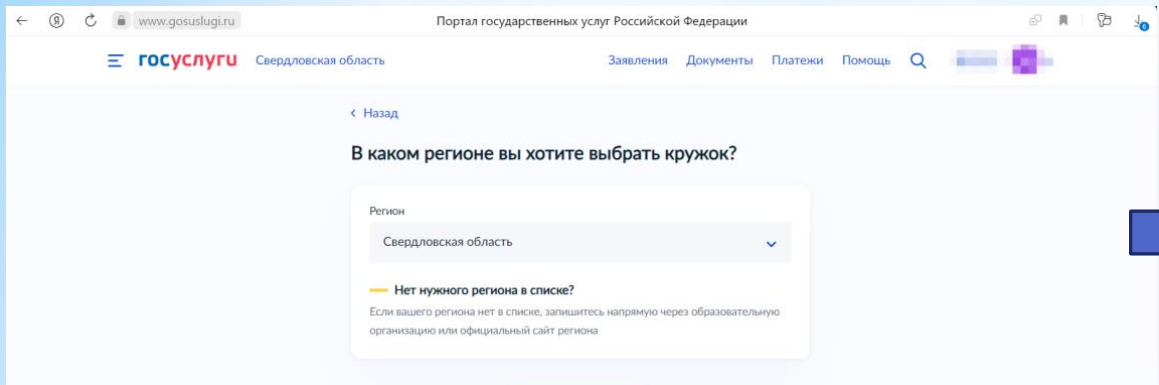 www.gosuslugi.ru Портал государственных услуг Российской Федерации
госуслуги Свердловская область Заявления Документы Платежи Помощь
Назад
В каком регионе вы хотите выбрать кружок?
Регион
Свердловская область
Нет нужного региона в списке?
Если вашего региона нет в списке, запишитесь напрямую через образовательную
организацию или официальный сайт региона